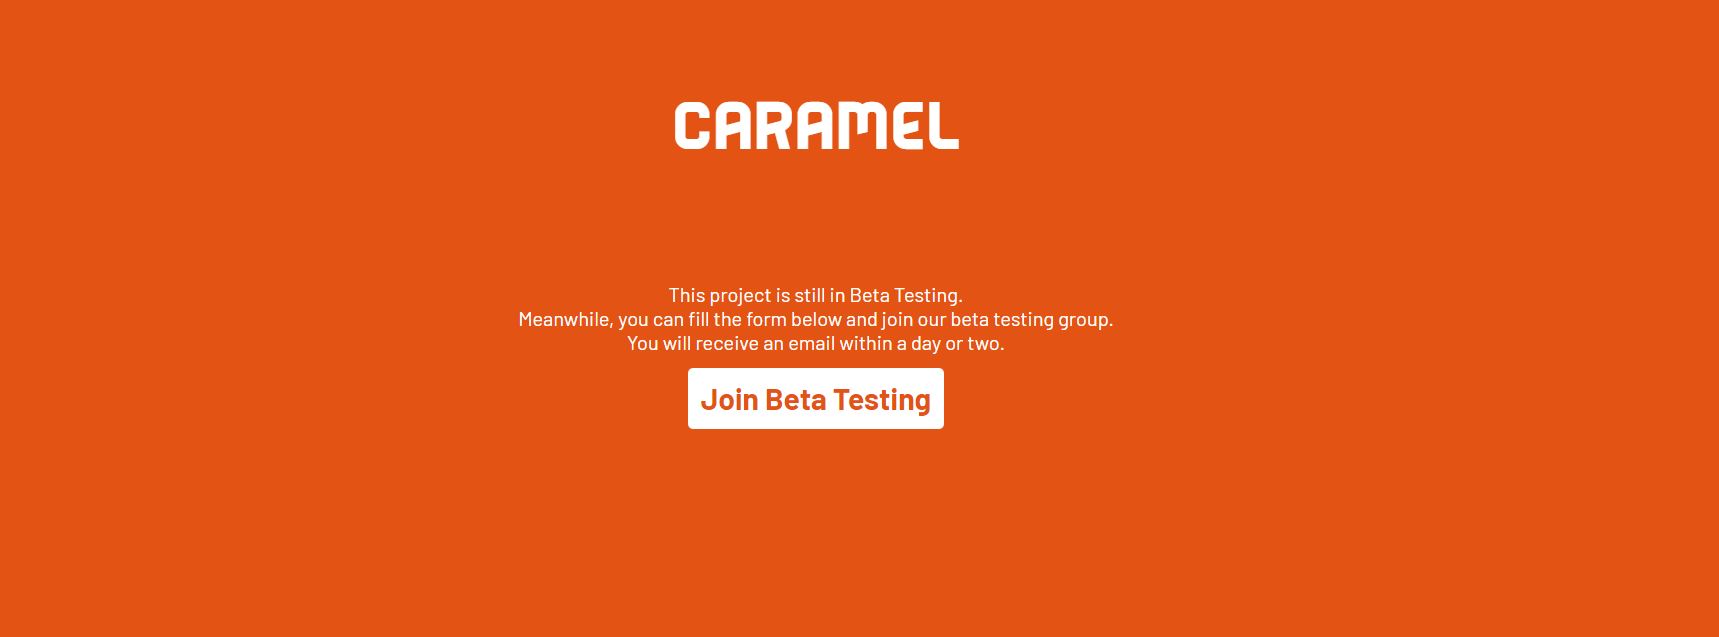 CARAMEL
This project is still in Beta Testing.
Meanwhile, you can fill the form below and join our beta testing group.
You will receive an email within a day or two.
Join Beta Testing